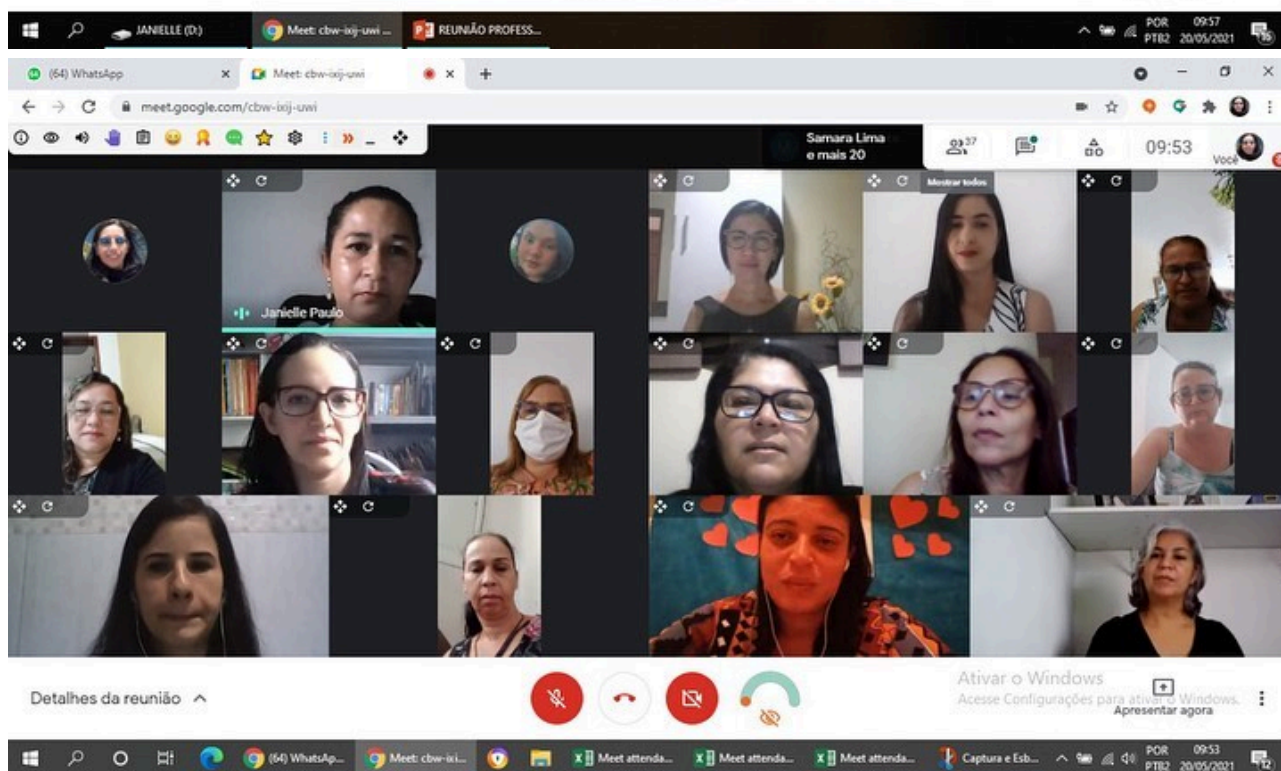 JANIELLE (D:)
Meet: cbw-ixij-uwi ...
REUNIÃO PROFESS...
POR
PTB2
09:57
20/05/2021
(64) WhatsApp
Meet: cbw-ixij-uwi
meet.google.com/cbw-ixij-uwi
Samara Lima
e mais 20
37
09:53
Você
Mostrar todos
Janielle Paulo
Detalhes da reunião
Ativar o Windows
Acesse Configurações para ativar o Windows.
Apresentar agora
(64) WhatsAp...
Meet: cbw-ixi...
Meet attenda...
Meet attenda...
Meet attenda...
Captura e Esb...
POR
PTB2
09:53
20/05/2021
12